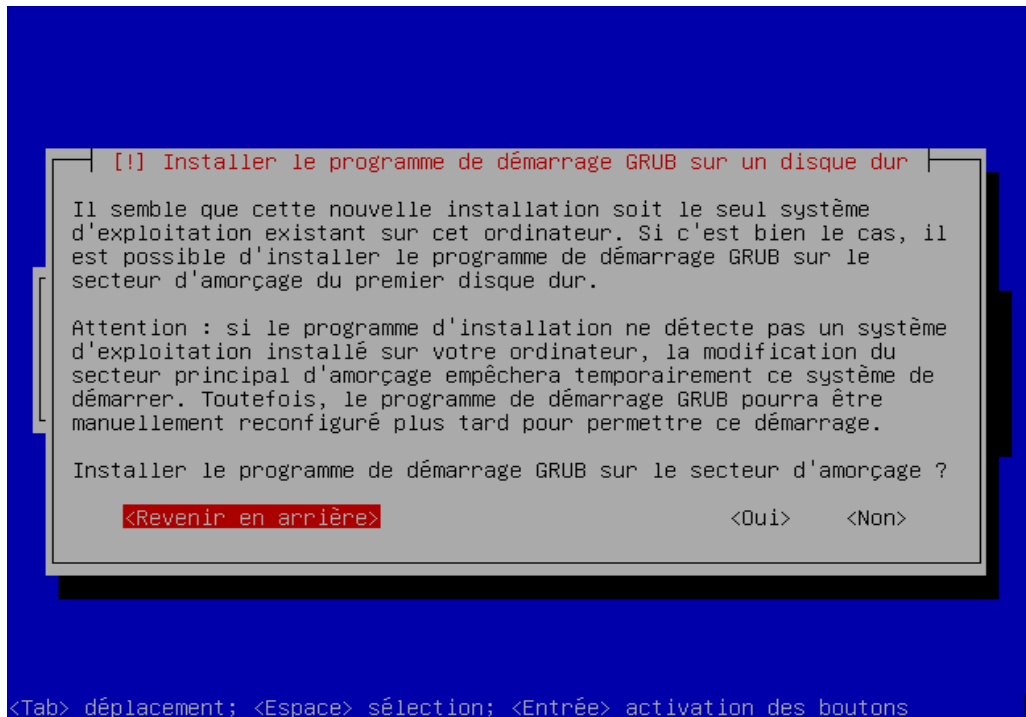 [!] Installer le programme de démarrage GRUB sur un disque dur
Il semble que cette nouvelle installation soit le seul système
d'exploitation existant sur cet ordinateur. Si c'est bien le cas, il
est possible d'installer le programme de démarrage GRUB sur le
secteur d'amorçage du premier disque dur.
Attention : si le programme d'installation ne détecte pas un système
d'exploitation installé sur votre ordinateur, la modification du
secteur principal d'amorçage empêchera temporairement ce système de
démarrer. Toutefois, le programme de démarrage GRUB pourra être
manuellement reconfiguré plus tard pour permettre ce démarrage.
Installer le programme de démarrage GRUB sur le secteur d'amorçage ?
<Revenir en arrière> <Oui> <Non>
<Tab> déplacement; <Espace> sélection; <Entrée> activation des boutons